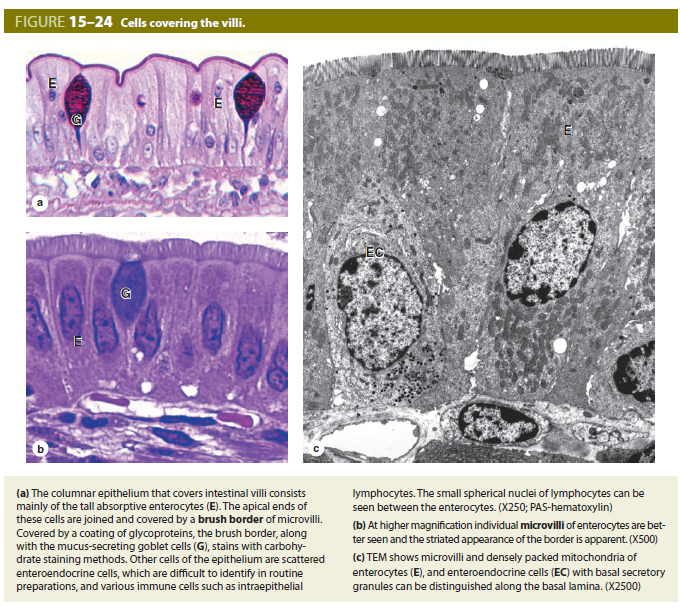 FIGURE 15–24 Cells covering the villi.
E
E
G
a
G
E
b
E
EC
c
(a) The columnar epithelium that covers intestinal villi consists
mainly of the tall absorptive enterocytes (E). The apical ends of
these cells are joined and covered by a brush border of microvilli.
Covered by a coating of glycoproteins, the brush border, along
with the mucus-secreting goblet cells (G), stains with carbohy-
drate staining methods. Other cells of the epithelium are scattered
enteroendocrine cells, which are difficult to identify in routine
preparations, and various immune cells such as intraepithelial
lymphocytes. The small spherical nuclei of lymphocytes can be
seen between the enterocytes. (X250; PAS-hematoxylin)
(b) At higher magnification individual microvilli of enterocytes are bet-
ter seen and the striated appearance of the border is apparent. (X500)
(c) TEM shows microvilli and densely packed mitochondria of
enterocytes (E), and enteroendocrine cells (EC) with basal secretory
granules can be distinguished along the basal lamina. (X2500)